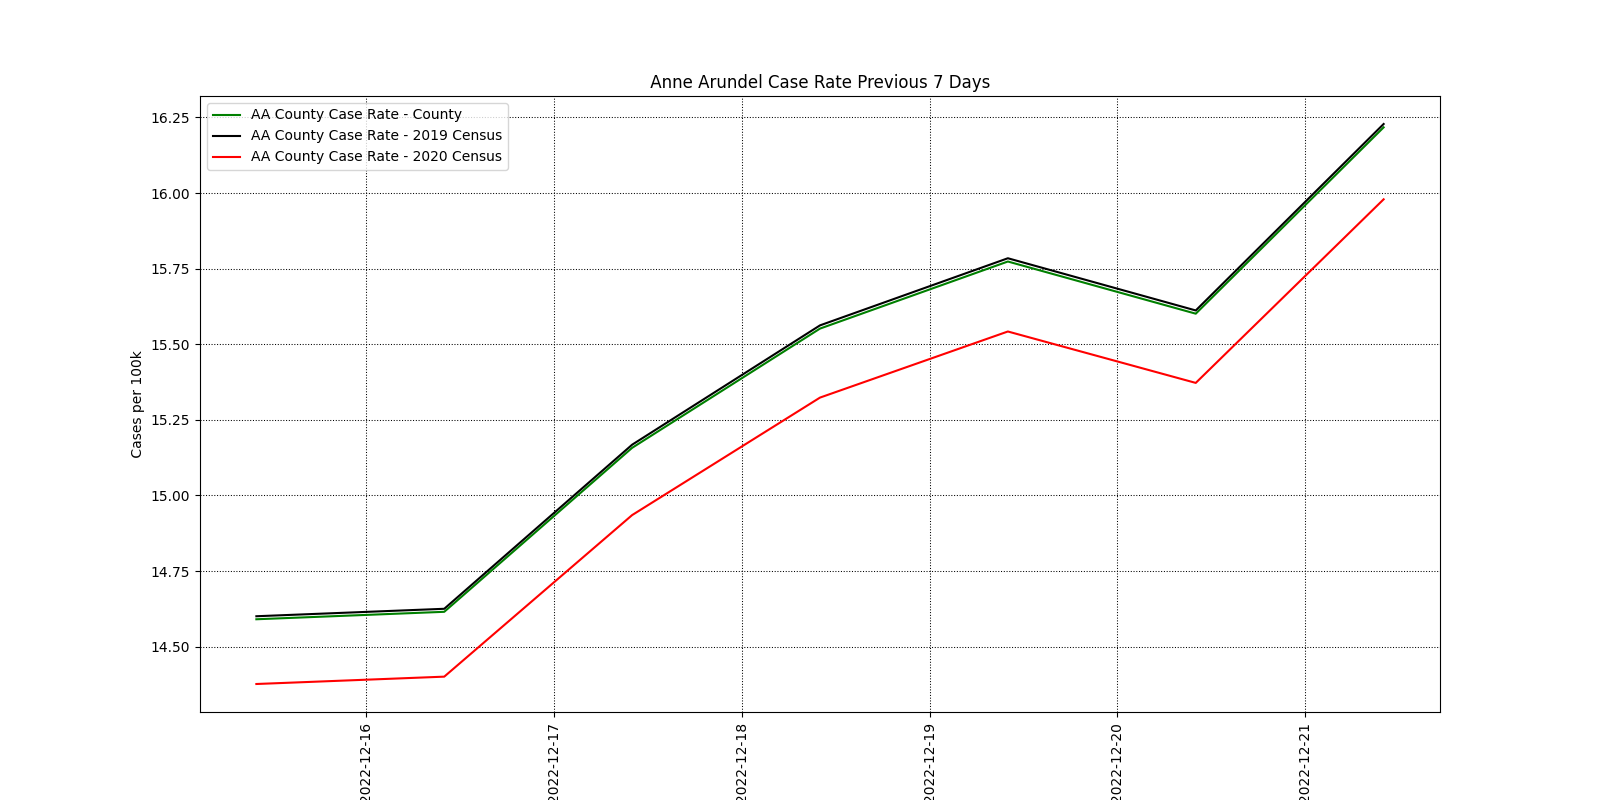 Anne Arundel Case Rate Previous 7 Days
AA County Case Rate - County
AA County Case Rate - 2019 Census
AA County Case Rate - 2020 Census
Cases per 100k
16.25
16.00
15.75
15.50
15.25
15.00
14.75
14.50
2022-12-16
2022-12-17
2022-12-18
2022-12-19
2022-12-20
2022-12-21